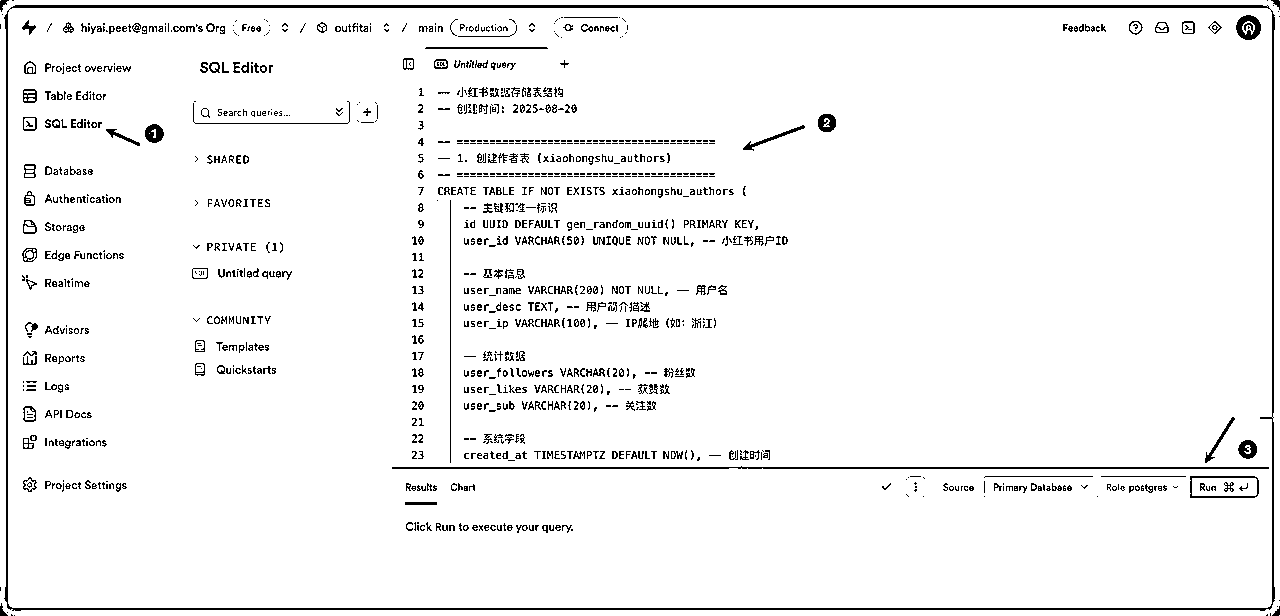 / hiyai.peet@gmail.com's Org Free / outfitai / main Production Connect Feedback
Project overview
Table Editor
SQL Editor
1
Database
Authentication
Storage
Edge Functions
Realtime
Advisors
Reports
Logs
API Docs
Integrations
Project Settings
SQL Editor
Search queries...
+
SHARED
FAVORITES
PRIVATE (1)
SQL Untitled query
COMMUNITY
Templates
Quickstarts
SQL Untitled query +
1 -- 小红书数据存储表结构
2 -- 创建时间: 2025-08-20
3
4 -- ========================================
5 -- 1. 创建作者表 (xiaohongshu_authors)
6 -- ========================================
7 CREATE TABLE IF NOT EXISTS xiaohongshu_authors (
8 -- 主键和唯一标识
9 id UUID DEFAULT gen_random_uuid() PRIMARY KEY,
10 user_id VARCHAR(50) UNIQUE NOT NULL, -- 小红书用户ID
11
12 -- 基本信息
13 user_name VARCHAR(200) NOT NULL, -- 用户名
14 user_desc TEXT, -- 用户简介描述
15 user_ip VARCHAR(100), -- IP属地 (如: 浙江)
16
17 -- 统计数据
18 user_followers VARCHAR(20), -- 粉丝数
19 user_likes VARCHAR(20), -- 获赞数
20 user_sub VARCHAR(20), -- 关注数
21
22 -- 系统字段
23 created_at TIMESTAMPTZ DEFAULT NOW(), -- 创建时间
2
3
Results Chart Source Primary Database Role postgres Run ⌘ ↵
Click Run to execute your query.